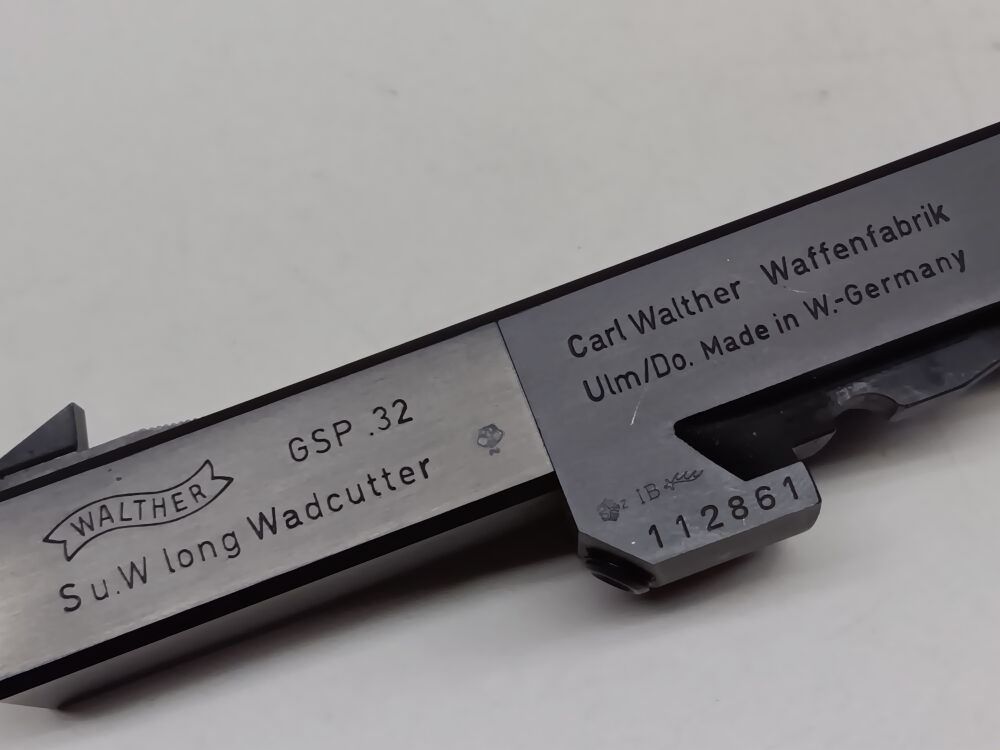 WALTHER
GSP .32
S u.W long Wadcutter
Carl Walther Waffenfabrik
Ulm/Do. Made in W.-Germany
IB
112861